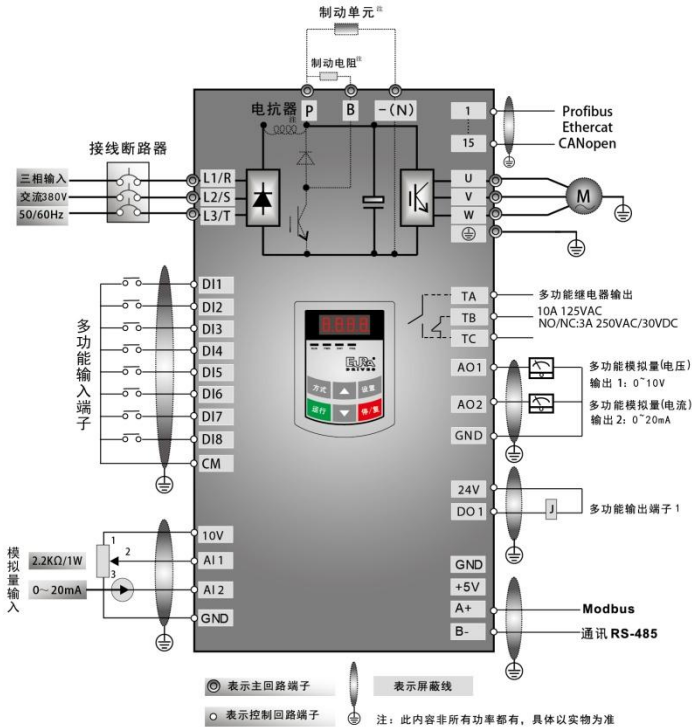 制动单元注
制动电阻注
电抗器注
P
B
-(N)
接线断路器
三相输入
交流380V
50/60Hz
L1/R
L2/S
L3/T
1
15
Profibus
Ethercat
CANopen
U
V
W
M
多功能输入端子
DI1
DI2
DI3
DI4
DI5
DI6
DI7
DI8
CM
8.8.8.8.
EURA
DRIVES
方式
设置
运行
停/复
TA
TB
TC
多功能继电器输出
10A 125VAC
NO/NC:3A 250VAC/30VDC
AO1
AO2
GND
多功能模拟量(电压)
输出 1: 0~10V
多功能模拟量(电流)
输出 2: 0~20mA
24V
DO1
J
多功能输出端子 1
模拟量输入
2.2KΩ/1W
0~20mA
1
2
3
10V
AI1
AI2
GND
GND
+5V
A+
B-
Modbus
通讯 RS-485
表示主回路端子
表示屏蔽线
表示控制回路端子
注: 此内容非所有功率都有, 具体以实物为准